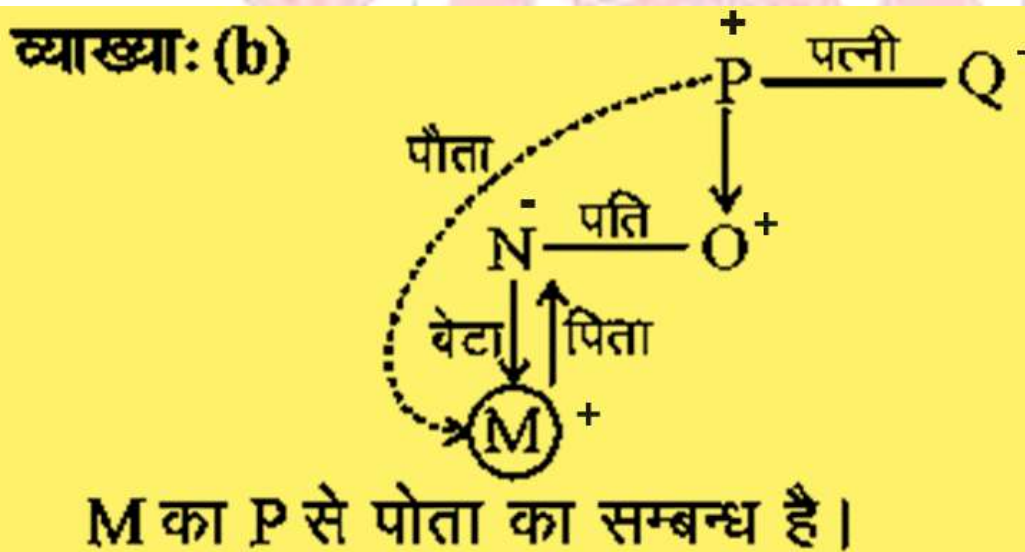 व्याख्याः (b)
+
P पत्नी Q -
पौता
- +
N पति O
बेटा पिता
M +
M का P से पोता का सम्बन्ध है।